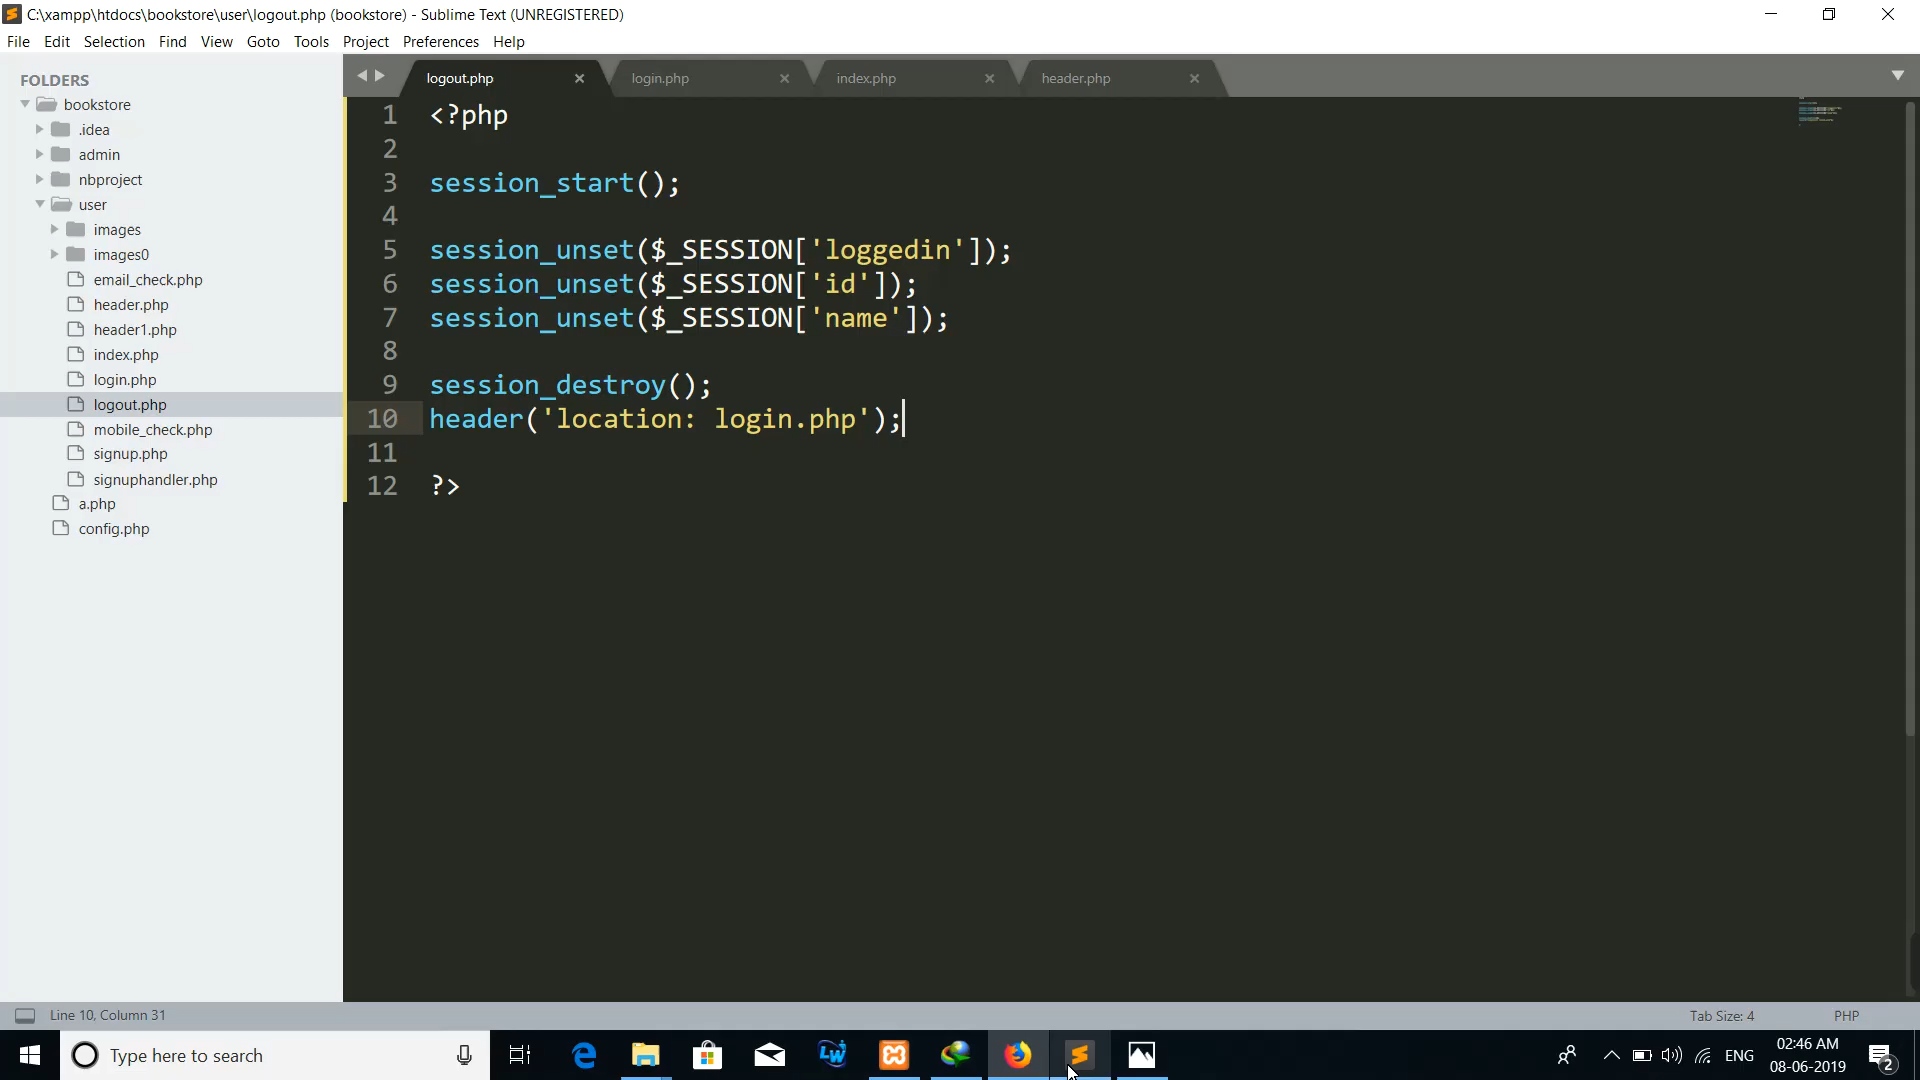 C:\xampp\htdocs\bookstore\user\logout.php (bookstore) - Sublime Text (UNREGISTERED)
File Edit Selection Find View Goto Tools Project Preferences Help
FOLDERS
bookstore
.idea
admin
nbproject
user
images
images0
email_check.php
header.php
header1.php
index.php
login.php
logout.php
mobile_check.php
signup.php
signuphandler.php
a.php
config.php
logout.php login.php index.php header.php
1 <?php
2
3 session_start();
4
5 session_unset($_SESSION['loggedin']);
6 session_unset($_SESSION['id']);
7 session_unset($_SESSION['name']);
8
9 session_destroy();
10 header('location: login.php');
11
12 ?>
Line 10, Column 31 Tab Size: 4 PHP
Type here to search
ENG
02:46 AM
08-06-2019
2